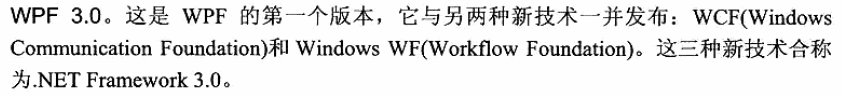 WPF 3.0。这是 WPF 的第一个版本，它与另两种新技术一并发布：WCF(Windows
Communication Foundation)和 Windows WF(Workflow Foundation)。这三种新技术合称
为.NET Framework 3.0。